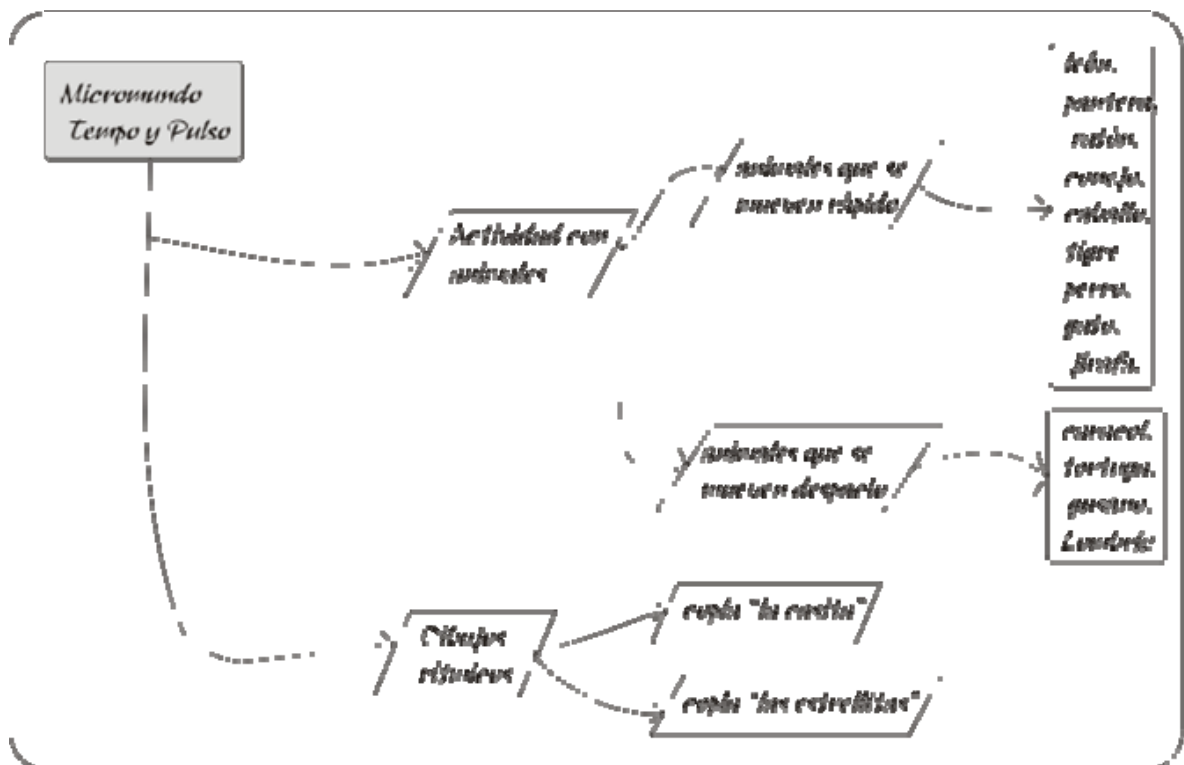 Micromundo
Tempo y Pulso
Actividad con
animales
animales que se
mueven rápido
león.
pantera.
ratón.
conejo.
caballo.
tigre
perro.
gato.
jirafa.
animales que se
mueven despacio
caracol.
tortuga.
gusano.
Lombriz
Dibujos
rítmicos
copla "la casita"
copla "las estrellitas"